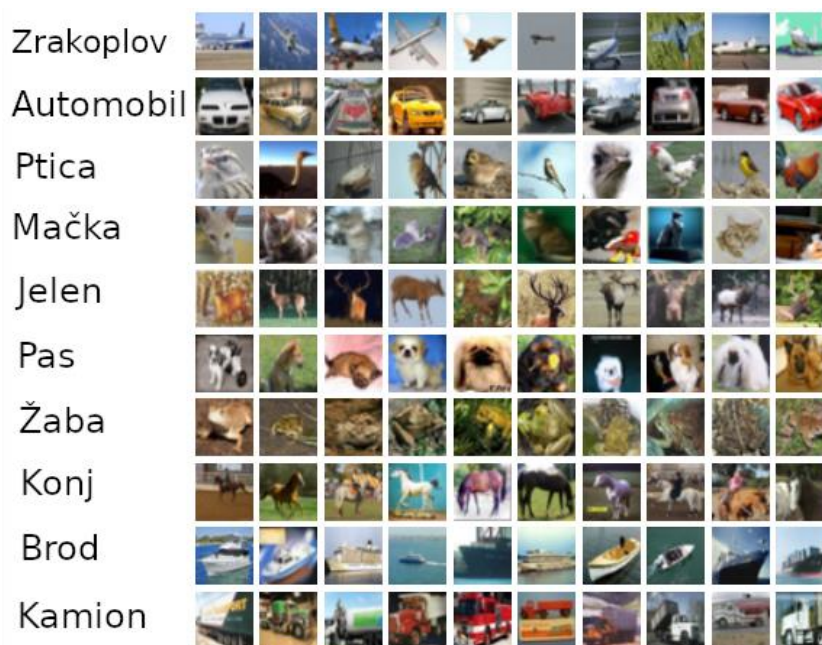 Zrakoplov
Automobil
Ptica
Mačka
Jelen
Pas
Žaba
Konj
Brod
Kamion